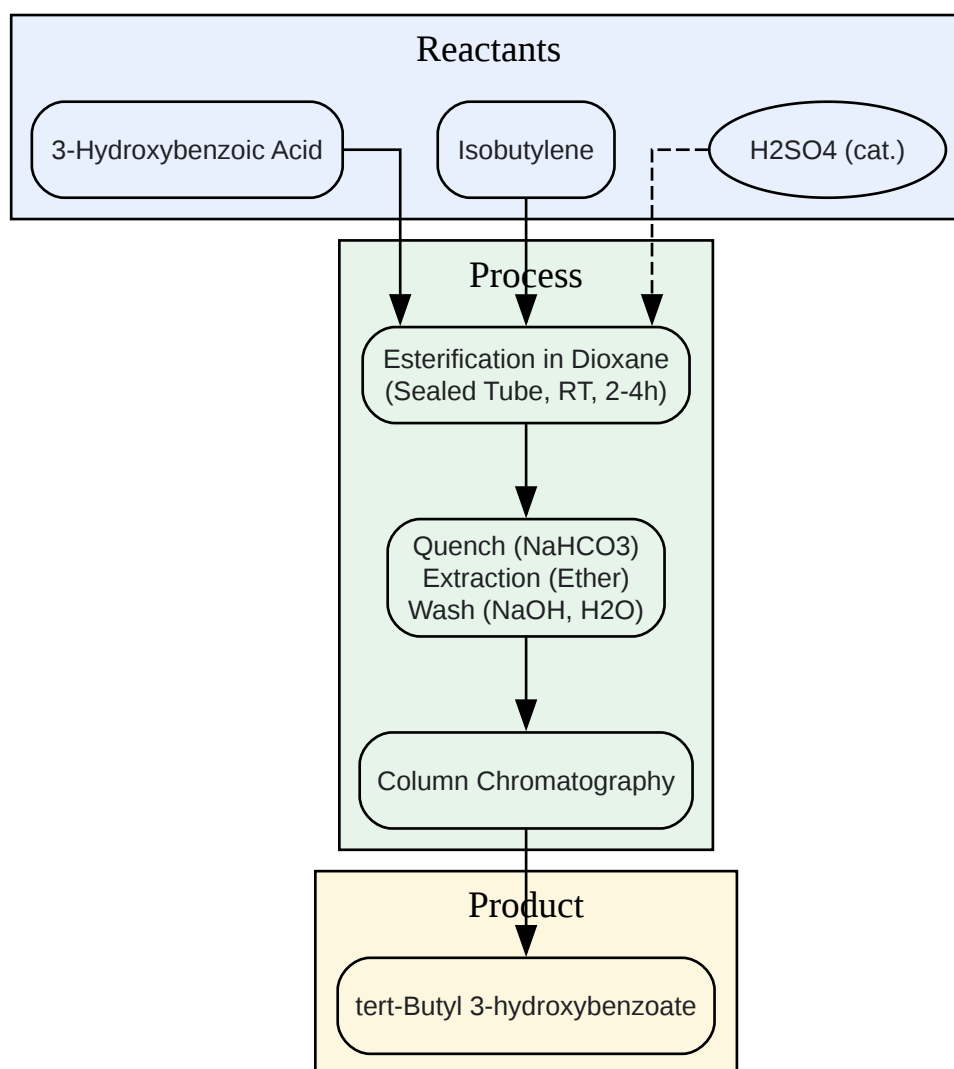 Reactants
3-Hydroxybenzoic Acid
Isobutylene
H2SO4 (cat.)
Process
Esterification in Dioxane
(Sealed Tube, RT, 2-4h)
Quench (NaHCO3)
Extraction (Ether)
Wash (NaOH, H2O)
Column Chromatography
Product
tert-Butyl 3-hydroxybenzoate